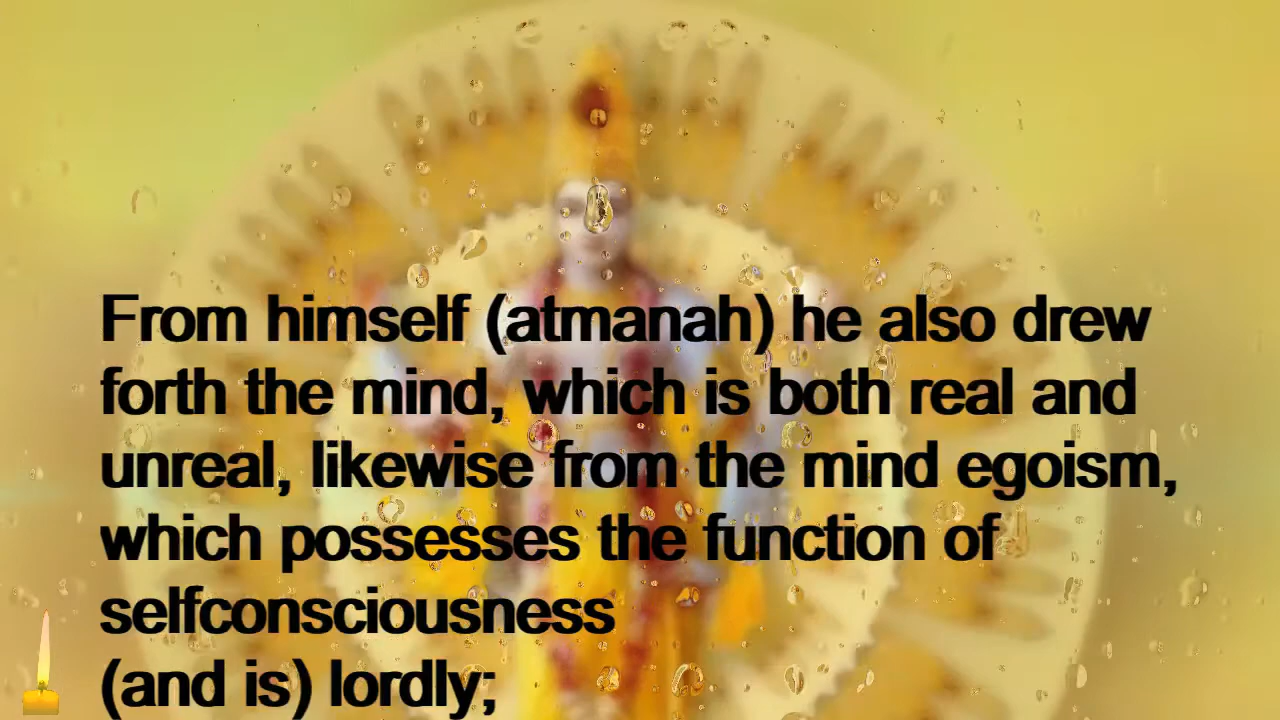 From himself (atmanah) he also drew
forth the mind, which is both real and
unreal, likewise from the mind egoism,
which possesses the function of
selfconsciousness
(and is) lordly;